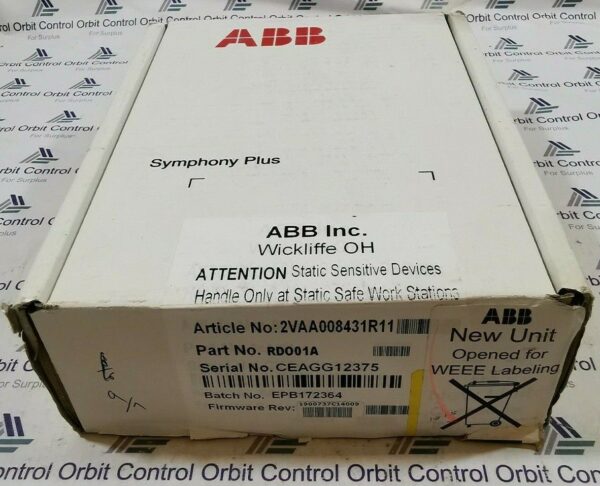 ABB
Symphony Plus
ABB Inc.
Wickliffe OH
ATTENTION Static Sensitive Devices
Handle Only at Static Safe Work Stations
Article No: 2VAA008431R11
Part No. RDO01A
Serial No. CEAGG12375
Batch No. EPB172364
Firmware Rev: 1900737C14009
ABB
New Unit
Opened for
WEEE Labeling
Orbit Control
For Surplus